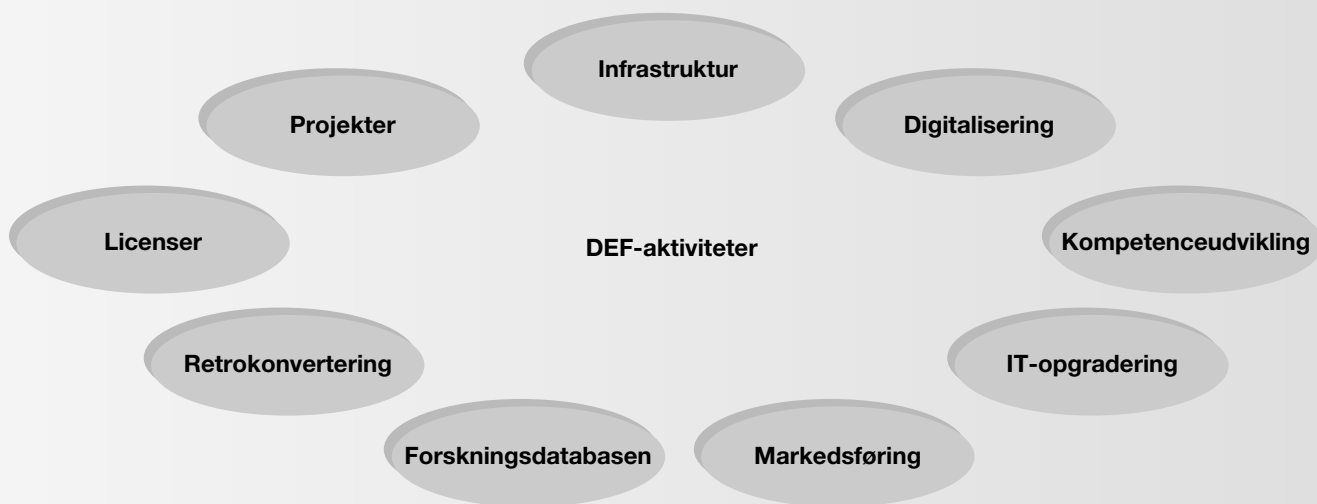 Infrastruktur
Projekter
Digitalisering
Licenser
DEF-aktiviteter
Kompetenceudvikling
Retrokonvertering
IT-opgradering
Forskningsdatabasen
Markedsføring